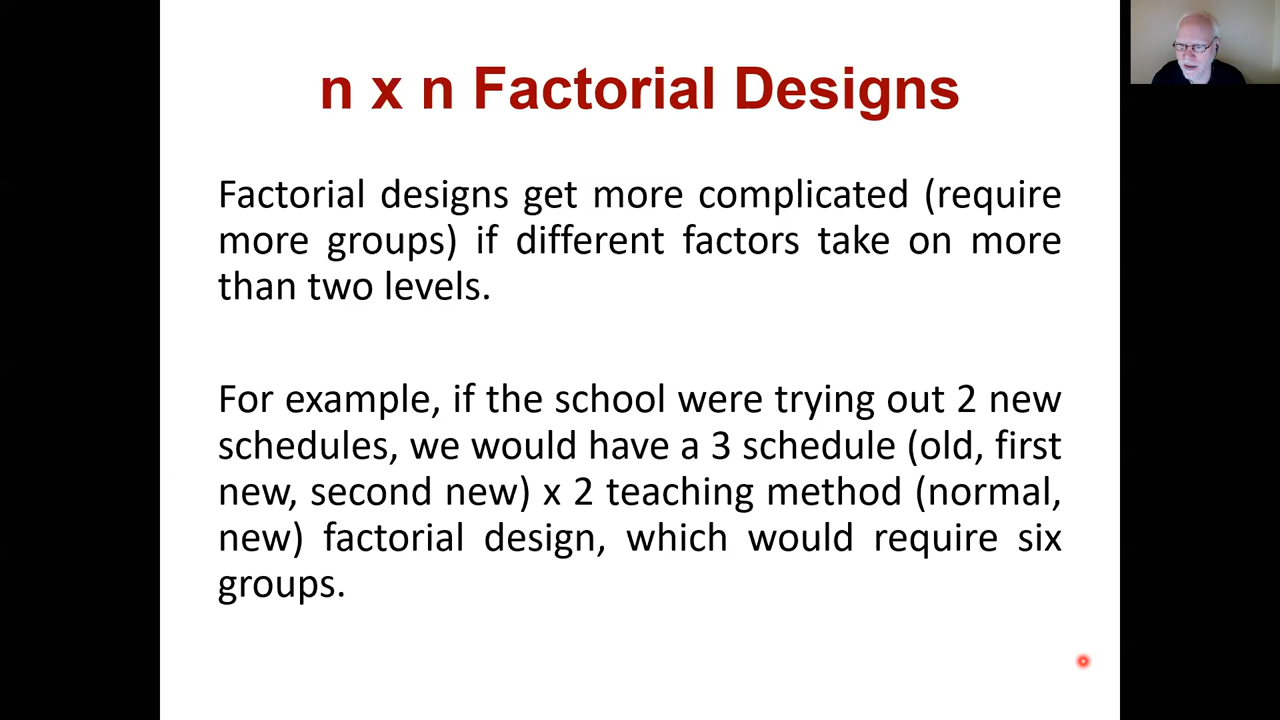 n x n Factorial Designs
Factorial designs get more complicated (require
more groups) if different factors take on more
than two levels.
For example, if the school were trying out 2 new
schedules, we would have a 3 schedule (old, first
new, second new) x 2 teaching method (normal,
new) factorial design, which would require six
groups.